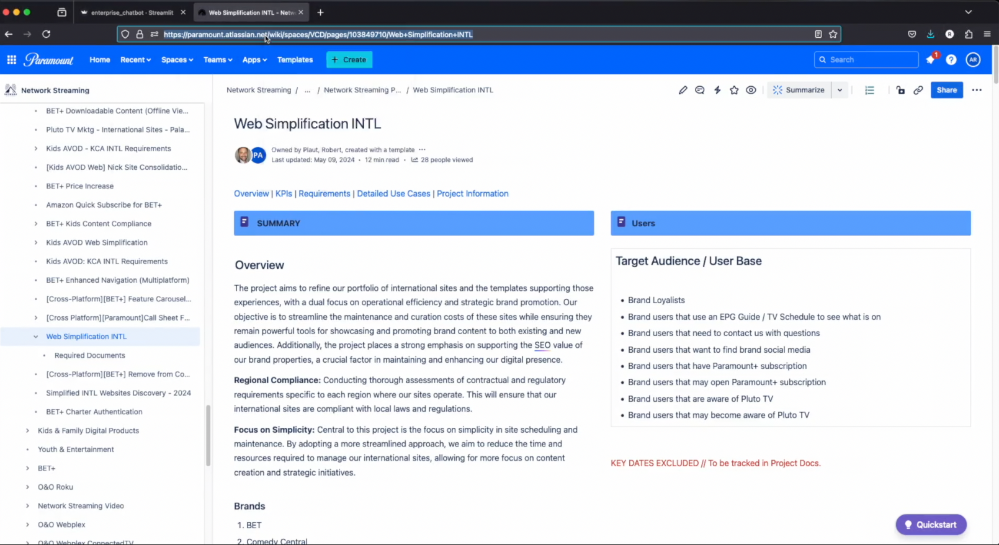 enterprise_chatbot · Streamlit
Web Simplification INTL - Netw
https://paramount.atlassian.net/wiki/spaces/VCD/pages/103849710/Web+Simplification+INTL
R
Paramount
Home
Recent
Spaces
Teams
Apps
Templates
+ Create
Search
1
AR
Network Streaming
BET+ Downloadable Content (Offline Vie...
Pluto TV Mktg - International Sites - Pala...
Kids AVOD - KCA INTL Requirements
[Kids AVOD Web] Nick Site Consolidatio...
BET+ Price Increase
Amazon Quick Subscribe for BET+
BET+ Kids Content Compliance
Kids AVOD Web Simplification
Kids AVOD: KCA INTL Requirements
BET+ Enhanced Navigation (Multiplatform)
[Cross-Platform][BET+] Feature Carousel...
[Cross Platform][Paramount]Call Sheet F...
Web Simplification INTL
Required Documents
[Cross-Platform][BET+] Remove from Co...
Simplified INTL Websites Discovery - 2024
BET+ Charter Authentication
Kids & Family Digital Products
Youth & Entertainment
BET+
O&O Roku
Network Streaming Video
O&O Webplex
O&O Webplex ConnectedTV
Network Streaming / ... / Network Streaming P... / Web Simplification INTL
Summarize
Share
Web Simplification INTL
PA
Owned by Plaut, Robert, created with a template ...
Last updated: May 09, 2024 • 12 min read • 28 people viewed
Overview | KPIs | Requirements | Detailed Use Cases | Project Information
SUMMARY
Overview
The project aims to refine our portfolio of international sites and the templates supporting those
experiences, with a dual focus on operational efficiency and strategic brand promotion. Our
objective is to streamline the maintenance and curation costs of these sites while ensuring they
remain powerful tools for showcasing and promoting brand content to both existing and new
audiences. Additionally, the project places a strong emphasis on supporting the SEO value of
our brand properties, a crucial factor in maintaining and enhancing our digital presence.
Regional Compliance: Conducting thorough assessments of contractual and regulatory
requirements specific to each region where our sites operate. This will ensure that our
international sites are compliant with local laws and regulations.
Focus on Simplicity: Central to this project is the focus on simplicity in site scheduling and
maintenance. By adopting a more streamlined approach, we aim to reduce the time and
resources required to manage our international sites, allowing for more focus on content
creation and strategic initiatives.
Brands
1. BET
2. Comedy Central
Users
Target Audience / User Base
• Brand Loyalists
• Brand users that use an EPG Guide / TV Schedule to see what is on
• Brand users that need to contact us with questions
• Brand users that want to find brand social media
• Brand users that have Paramount+ subscription
• Brand users that may open Paramount+ subscription
• Brand users that are aware of Pluto TV
• Brand users that may become aware of Pluto TV
KEY DATES EXCLUDED // To be tracked in Project Docs.
Quickstart